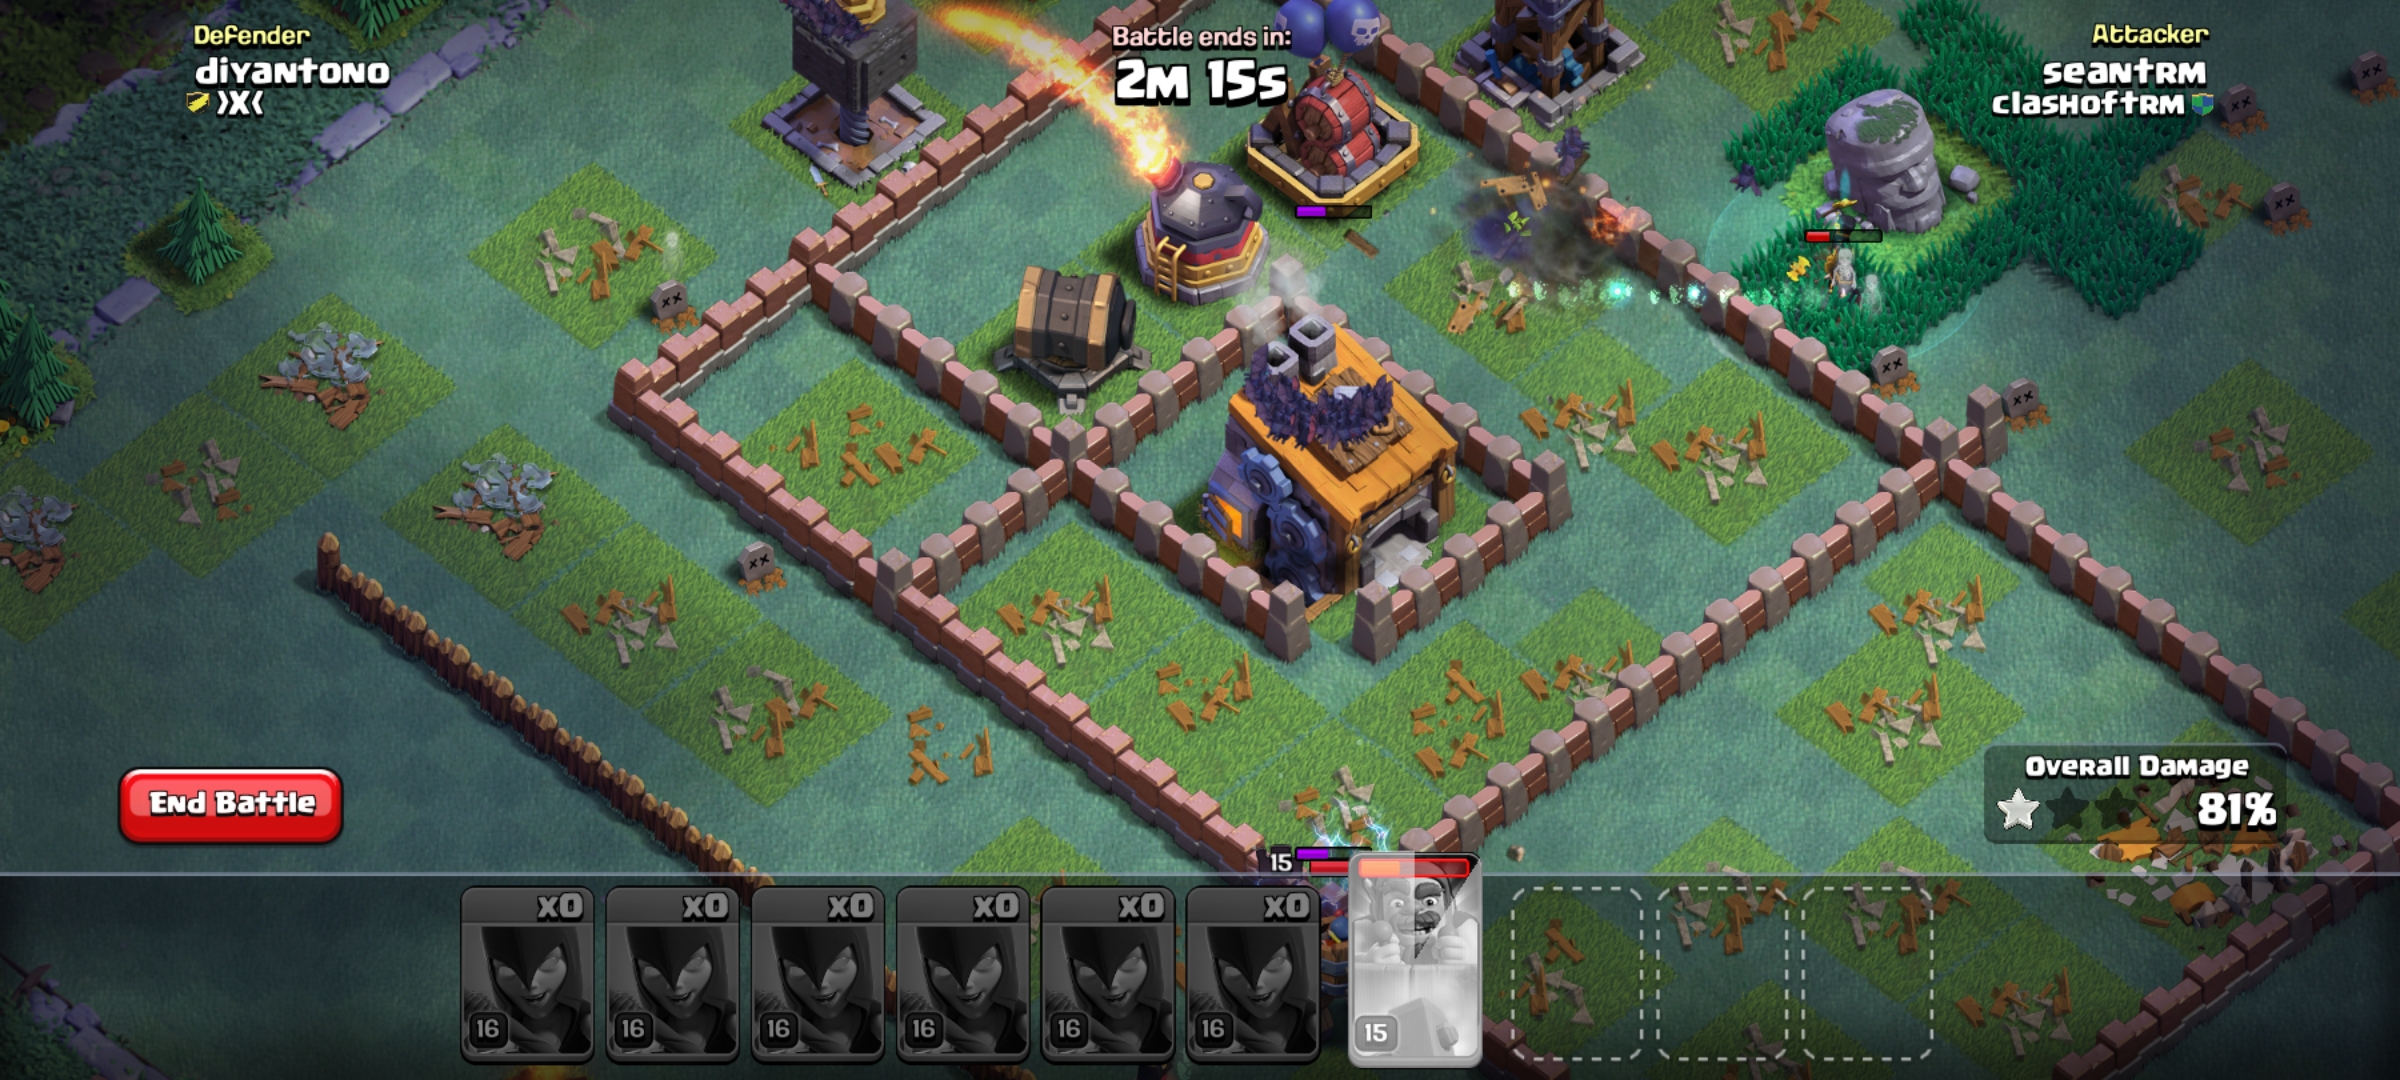 Defender
diyantono
}X{
Battle ends in:
2M 15s
Attacker
seantRM
clashoftRM
End Battle
Overall Damage
81%
15
x0
x0
x0
x0
x0
x0
16
16
16
16
16
16
15